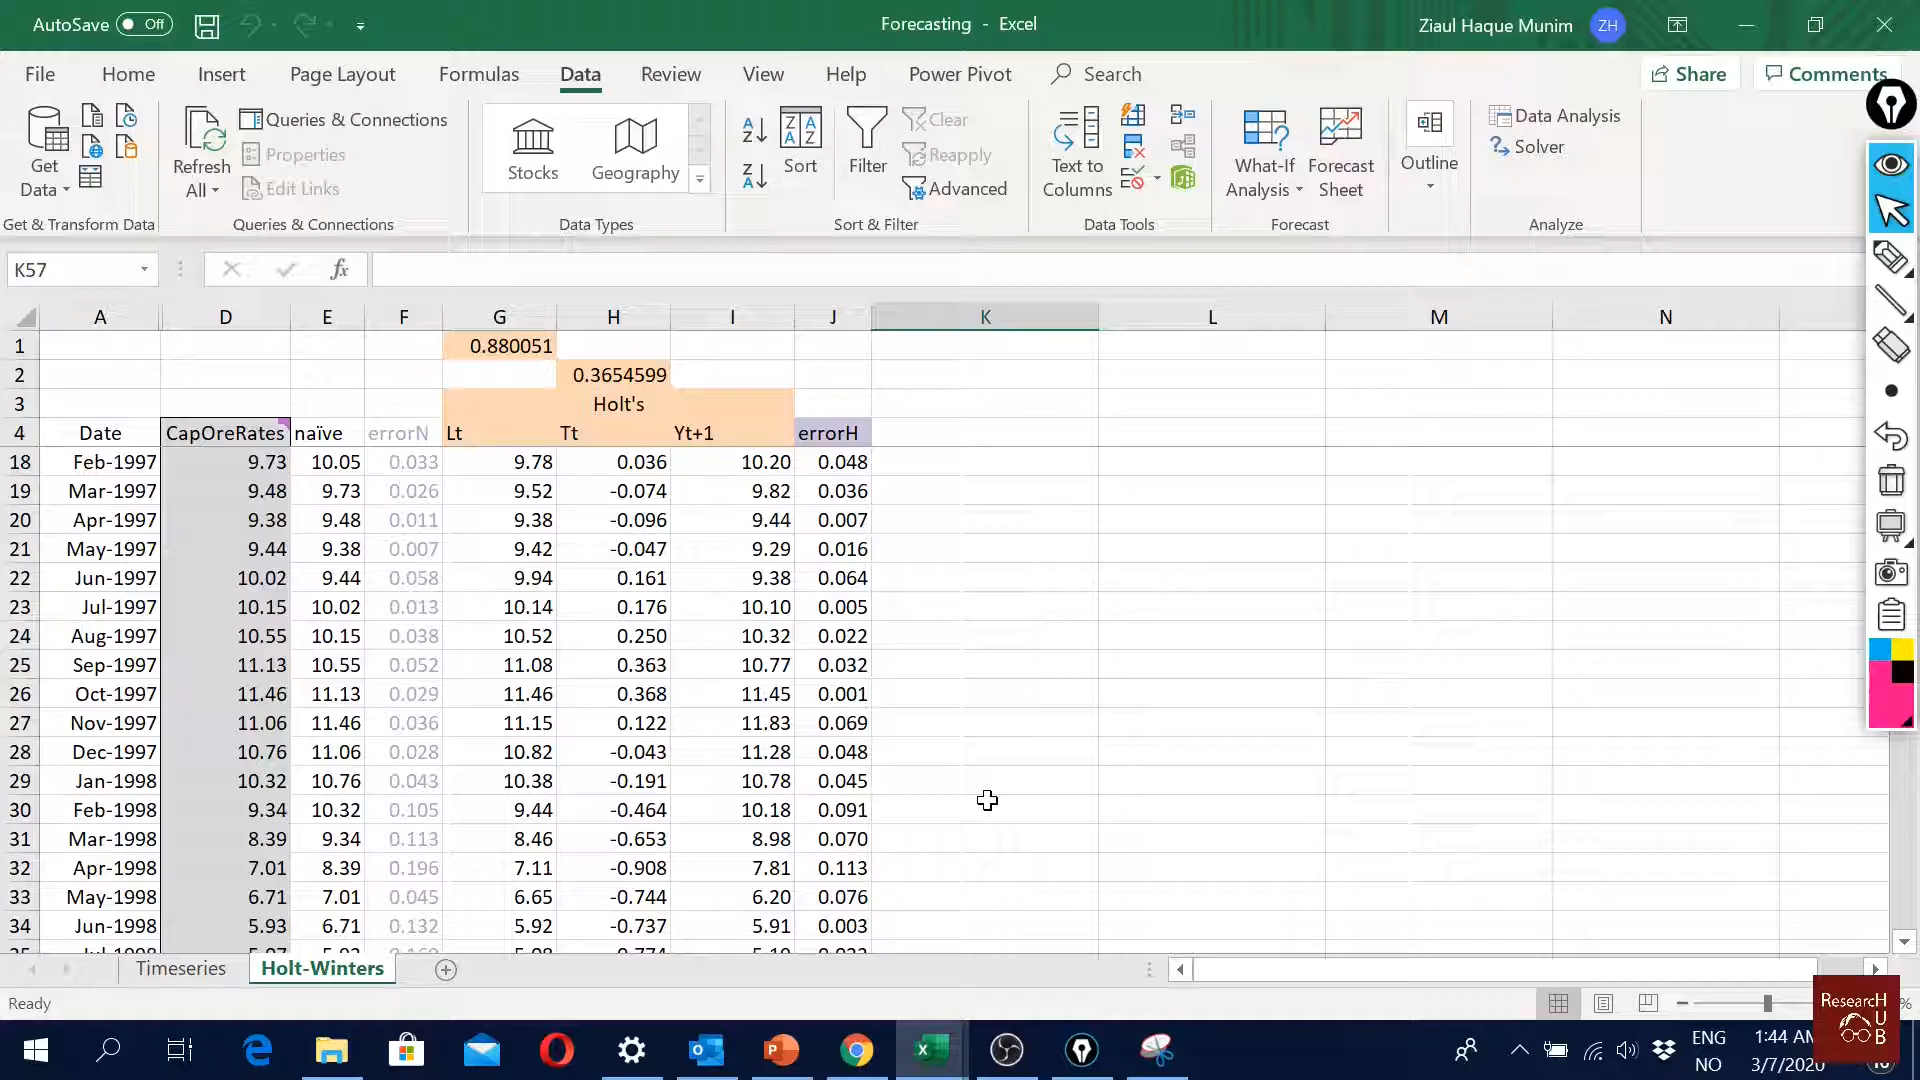 AutoSave Off
Forecasting - Excel
Ziaul Haque Munim ZH
File Home Insert Page Layout Formulas Data Review View Help Power Pivot Search
Share Comments
Get Data
Refresh All
Queries & Connections
Properties
Edit Links
Stocks Geography
Sort
Filter
Clear
Reapply
Advanced
Text to Columns
What-If Analysis
Forecast Sheet
Outline
Data Analysis
Solver
Get & Transform Data Queries & Connections Data Types Sort & Filter Data Tools Forecast Analyze
K57 fx
A D E F G H I J K L M N
1 0.880051
2 0.3654599
3 Holt's
4 Date CapOreRates naïve errorN Lt Tt Yt+1 errorH
18 Feb-1997 9.73 10.05 0.033 9.78 0.036 10.20 0.048
19 Mar-1997 9.48 9.73 0.026 9.52 -0.074 9.82 0.036
20 Apr-1997 9.38 9.48 0.011 9.38 -0.096 9.44 0.007
21 May-1997 9.44 9.38 0.007 9.42 -0.047 9.29 0.016
22 Jun-1997 10.02 9.44 0.058 9.94 0.161 9.38 0.064
23 Jul-1997 10.15 10.02 0.013 10.14 0.176 10.10 0.005
24 Aug-1997 10.55 10.15 0.038 10.52 0.250 10.32 0.022
25 Sep-1997 11.13 10.55 0.052 11.08 0.363 10.77 0.032
26 Oct-1997 11.46 11.13 0.029 11.46 0.368 11.45 0.001
27 Nov-1997 11.06 11.46 0.036 11.15 0.122 11.83 0.069
28 Dec-1997 10.76 11.06 0.028 10.82 -0.043 11.28 0.048
29 Jan-1998 10.32 10.76 0.043 10.38 -0.191 10.78 0.045
30 Feb-1998 9.34 10.32 0.105 9.44 -0.464 10.18 0.091
31 Mar-1998 8.39 9.34 0.113 8.46 -0.653 8.98 0.070
32 Apr-1998 7.01 8.39 0.196 7.11 -0.908 7.81 0.113
33 May-1998 6.71 7.01 0.045 6.65 -0.744 6.20 0.076
34 Jun-1998 5.93 6.71 0.132 5.92 -0.737 5.91 0.003
Timeseries Holt-Winters
Ready
%
ResearcH
UB
ENG
NO
1:44 AM
3/7/2020